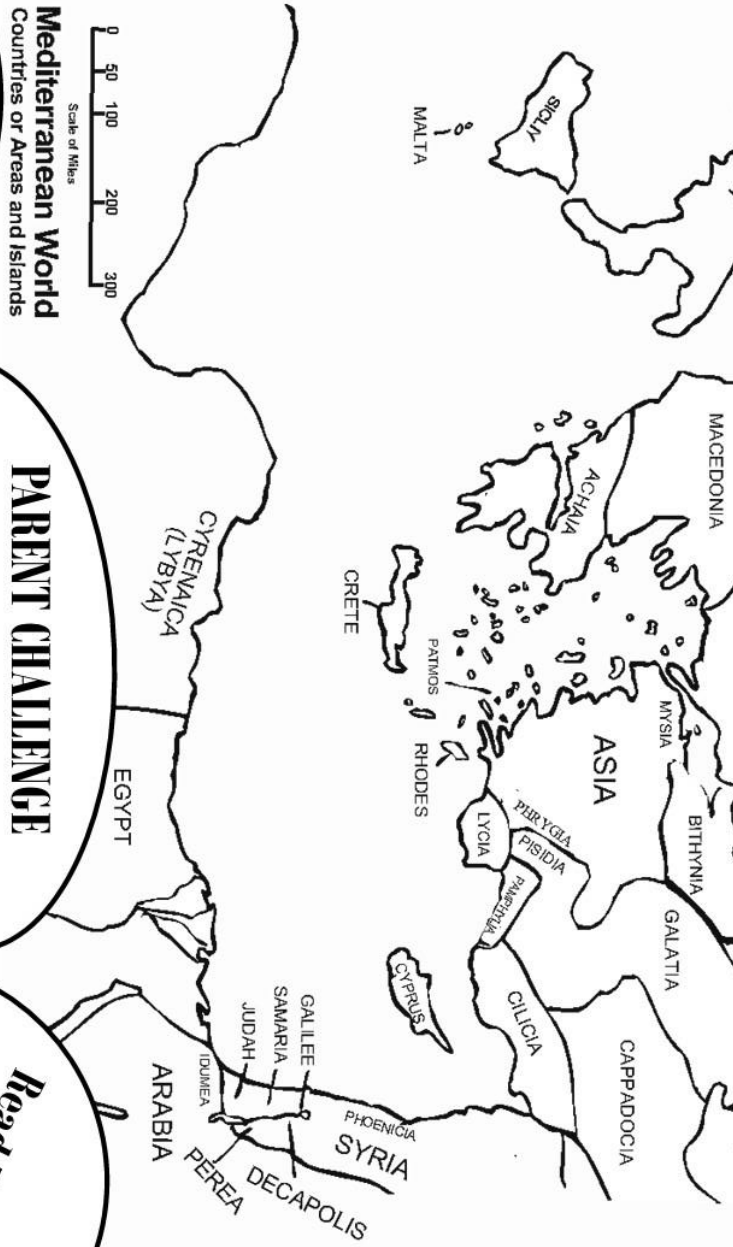 MACEDONIA
MYSIA
BITHYNIA
GALATIA
CAPPADOCIA
ASIA
ACHAIA
SICLIY
PHRYGIA
PISIDIA
PAMPHYLIA
CILICIA
LYCIA
MALTA
PATMOS
RHODES
CRETE
CYPRUS
PHOENICIA
SYRIA
GALILEE
SAMARIA
JUDAH
DECAPOLIS
PEREA
IDUMEA
ARABIA
CYRENAICA
(LYBYA)
EGYPT
0 50 100 200 300
Scale of Miles
Mediterranean World
Countries or Areas and Islands
PARENT CHALLENGE
Read